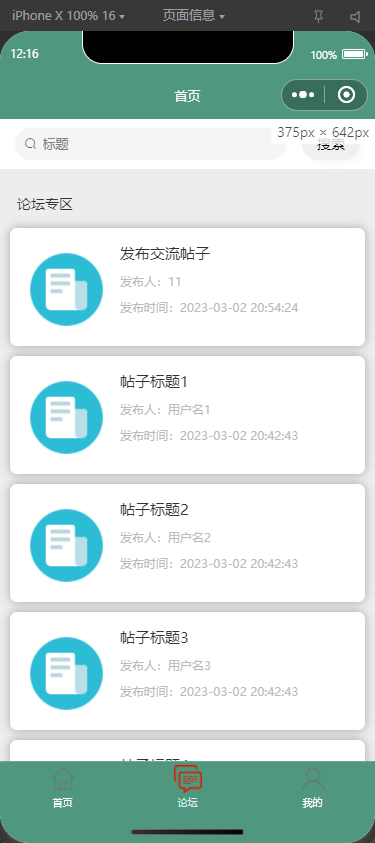 iPhone X 100% 16 页面信息
12:16 100%
首页
375px × 642px
标题 搜索
论坛专区
发布交流帖子
发布人：11
发布时间：2023-03-02 20:54:24
帖子标题1
发布人：用户名1
发布时间：2023-03-02 20:42:43
帖子标题2
发布人：用户名2
发布时间：2023-03-02 20:42:43
帖子标题3
发布人：用户名3
发布时间：2023-03-02 20:42:43
首页 论坛 我的